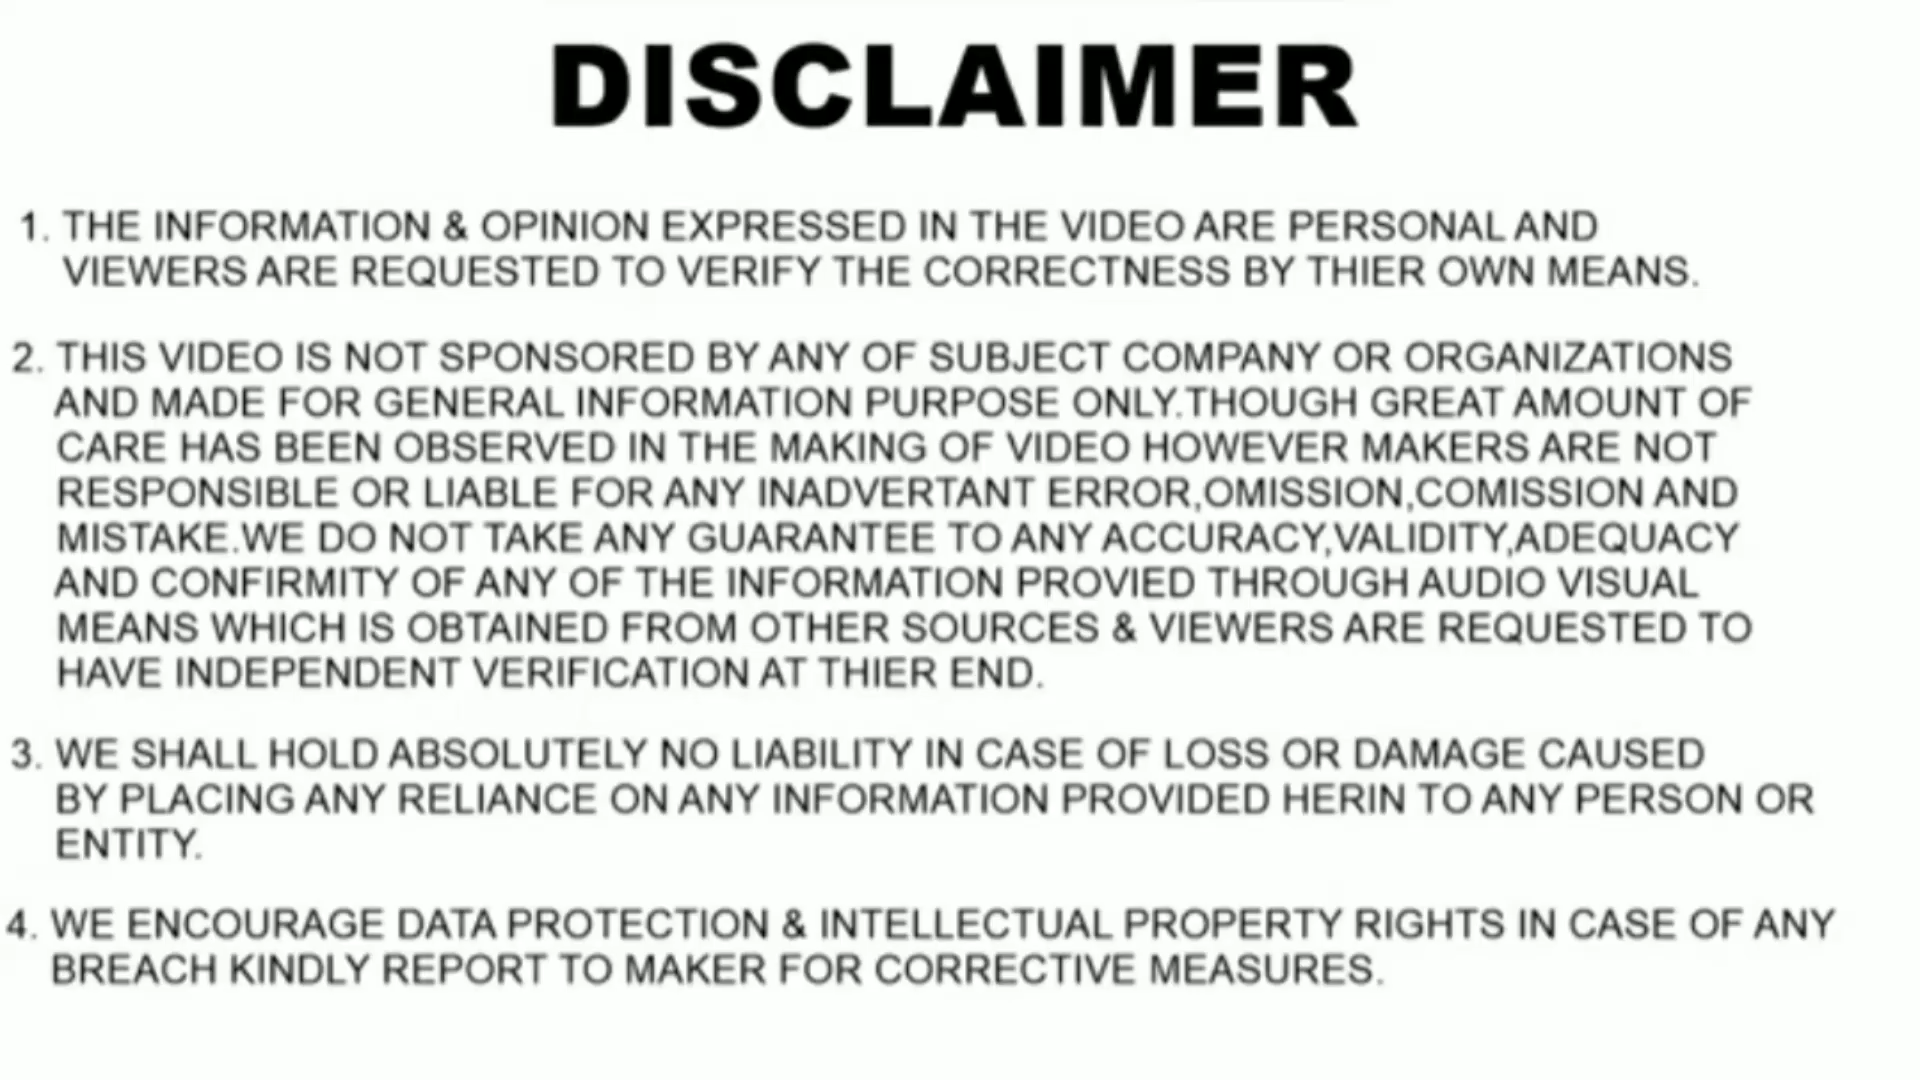 DISCLAIMER
1. THE INFORMATION & OPINION EXPRESSED IN THE VIDEO ARE PERSONAL AND
VIEWERS ARE REQUESTED TO VERIFY THE CORRECTNESS BY THIER OWN MEANS.
2. THIS VIDEO IS NOT SPONSORED BY ANY OF SUBJECT COMPANY OR ORGANIZATIONS
AND MADE FOR GENERAL INFORMATION PURPOSE ONLY.THOUGH GREAT AMOUNT OF
CARE HAS BEEN OBSERVED IN THE MAKING OF VIDEO HOWEVER MAKERS ARE NOT
RESPONSIBLE OR LIABLE FOR ANY INADVERTANT ERROR,OMISSION,COMISSION AND
MISTAKE.WE DO NOT TAKE ANY GUARANTEE TO ANY ACCURACY,VALIDITY,ADEQUACY
AND CONFIRMITY OF ANY OF THE INFORMATION PROVIED THROUGH AUDIO VISUAL
MEANS WHICH IS OBTAINED FROM OTHER SOURCES & VIEWERS ARE REQUESTED TO
HAVE INDEPENDENT VERIFICATION AT THIER END.
3. WE SHALL HOLD ABSOLUTELY NO LIABILITY IN CASE OF LOSS OR DAMAGE CAUSED
BY PLACING ANY RELIANCE ON ANY INFORMATION PROVIDED HERIN TO ANY PERSON OR
ENTITY.
4. WE ENCOURAGE DATA PROTECTION & INTELLECTUAL PROPERTY RIGHTS IN CASE OF ANY
BREACH KINDLY REPORT TO MAKER FOR CORRECTIVE MEASURES.